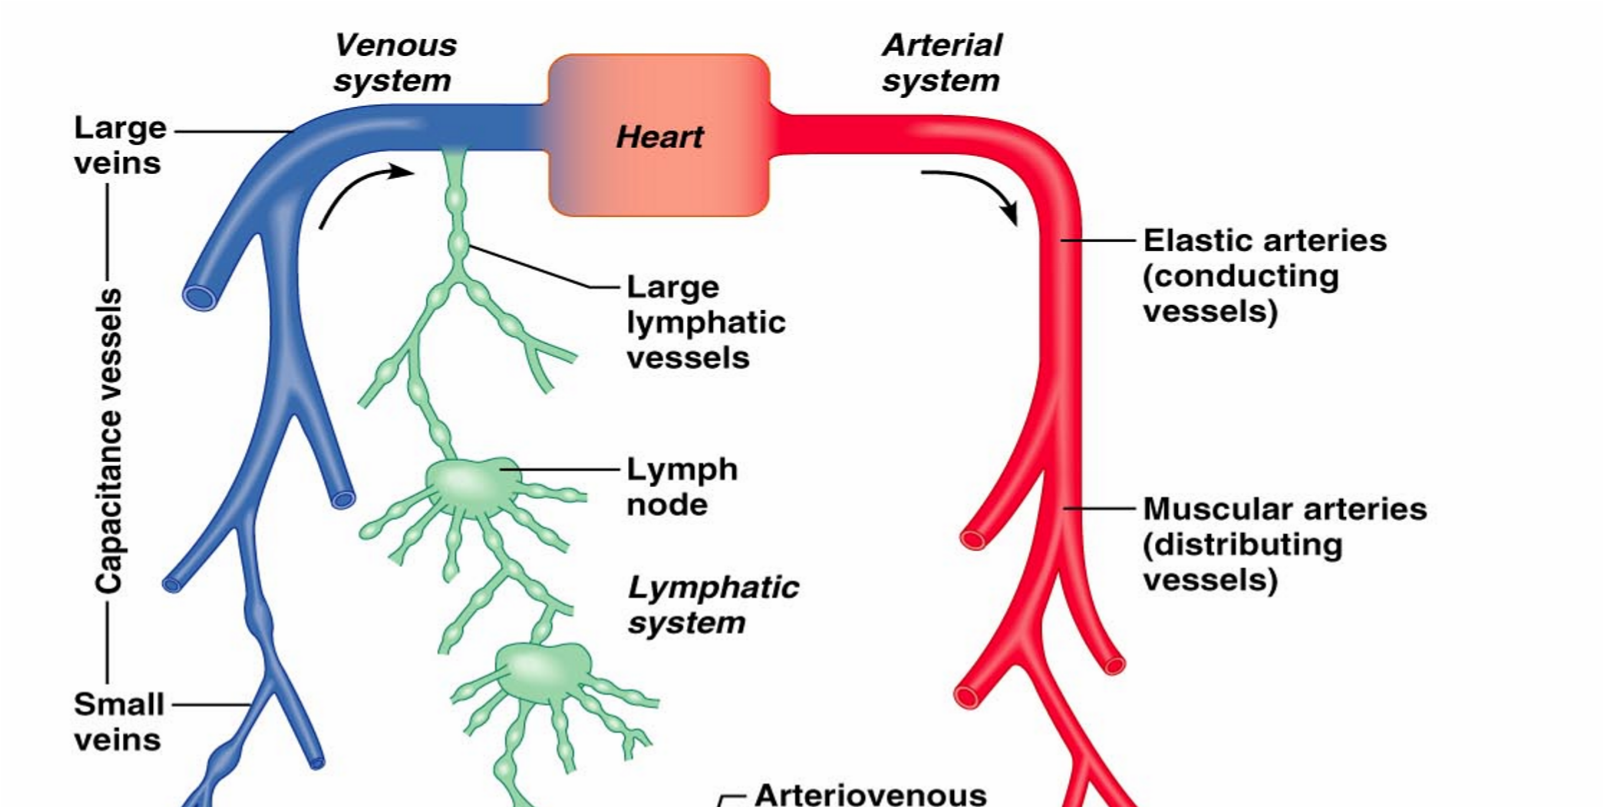 Venous
system
Heart
Arterial
system
Large
veins
Capacitance vessels
Small
veins
Large
lymphatic
vessels
Lymph
node
Lymphatic
system
Elastic arteries
(conducting
vessels)
Muscular arteries
(distributing
vessels)
Arteriovenous